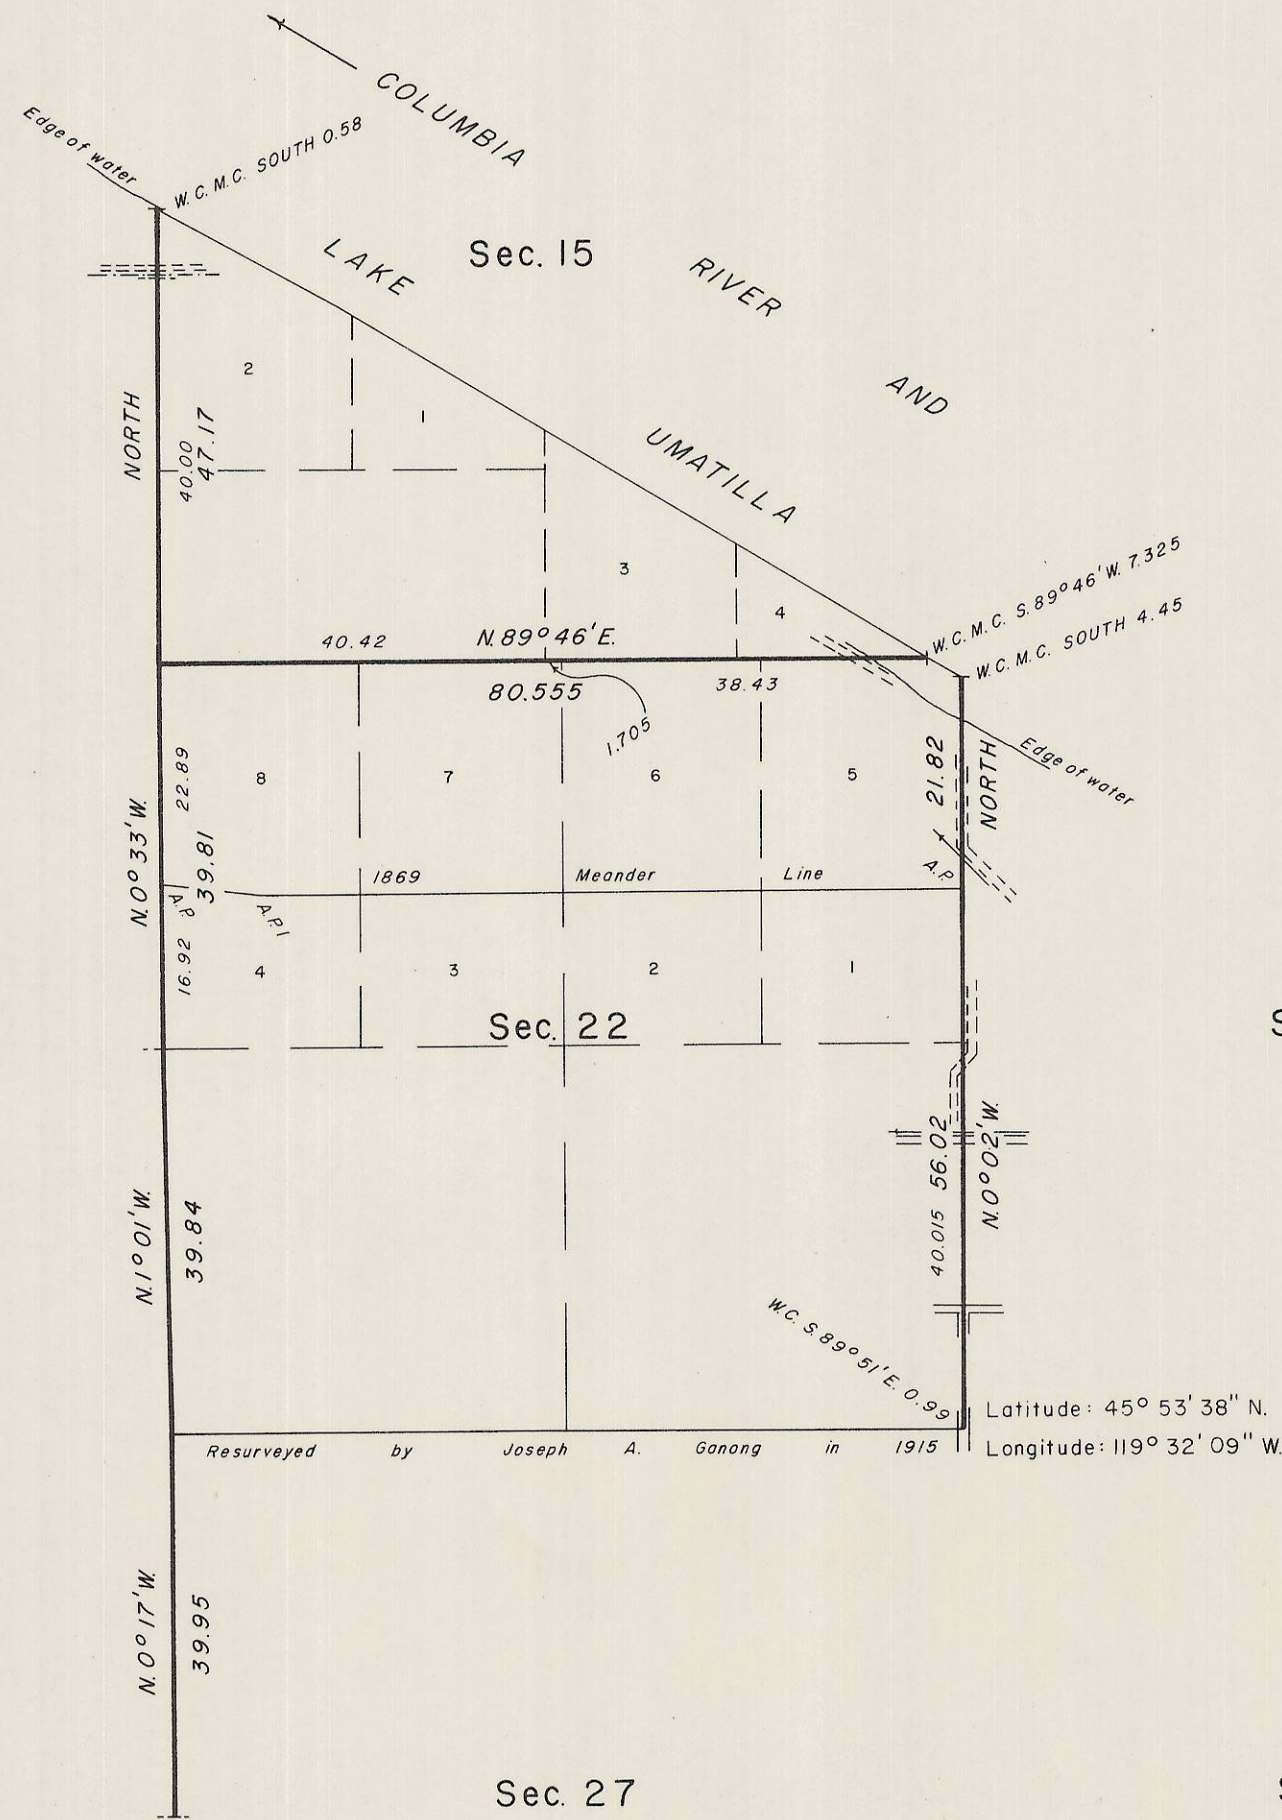 COLUMBIA
Edge of water
W. C. M. C. SOUTH 0.58
LAKE
Sec. 15
RIVER
2
AND
1
NORTH
40.00
47.17
UMATILLA
3
W. C. M. C. S. 89° 46' W. 7.325
4
W. C. M. C. SOUTH 4.45
40.42
N. 89° 46' E.
80.555
38.43
1.705
21.82
NORTH
Edge of water
22.89
8
7
6
5
N. 0° 33' W.
39.81
1869 Meander Line
A.P.
A.P.
A.P. 1
16.92
4
3
2
1
Sec. 22
S
56.02
N. 0° 02' W.
40.015
N. 1° 01' W.
39.84
W.C. S. 89° 51' E. 0.99
Latitude: 45° 53' 38" N.
Longitude: 119° 32' 09" W.
Resurveyed by Joseph A. Ganong in 1915
N. 0° 17' W.
39.95
Sec. 27
S